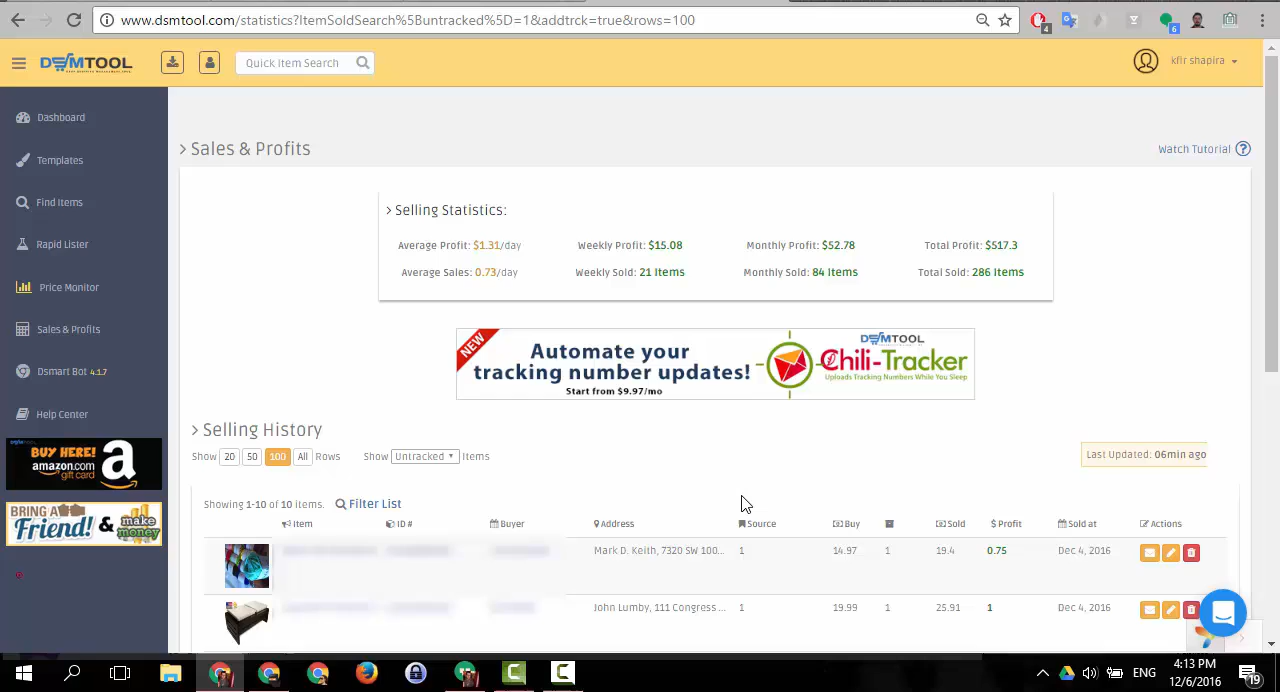 www.dsmtool.com/statistics?ItemSoldSearch%5Buntracked%5D=1&addtrck=true&rows=100
4
6
DSMTOOL
Quick Item Search
kfir shapira
Dashboard
Templates
Find Items
Rapid Lister
Price Monitor
Sales & Profits
Dsmart Bot 4.1.7
Help Center
BUY HERE!
amazon.com
gift card
a
BRING A
Friend! & make money
> Sales & Profits
Watch Tutorial ?
> Selling Statistics:
Average Profit: $1.31/day Weekly Profit: $15.08 Monthly Profit: $52.78 Total Profit: $517.3
Average Sales: 0.73/day Weekly Sold: 21 Items Monthly Sold: 84 Items Total Sold: 286 Items
NEW
Automate your
tracking number updates!
Start from $9.97/mo
DSMTOOL
Chili-Tracker
Uploads Tracking Numbers While You Sleep
> Selling History
Show 20 50 100 All Rows Show Untracked Items
Last Updated: 06min ago
Showing 1-10 of 10 items. Filter List
Item ID # Buyer Address Source Buy Sold $ Profit Sold at Actions
Mark D. Keith, 7320 SW 100... 1 14.97 1 19.4 0.75 Dec 4, 2016
John Lumby, 111 Congress ... 1 19.99 1 25.91 1 Dec 4, 2016
ENG
4:13 PM
12/6/2016
19